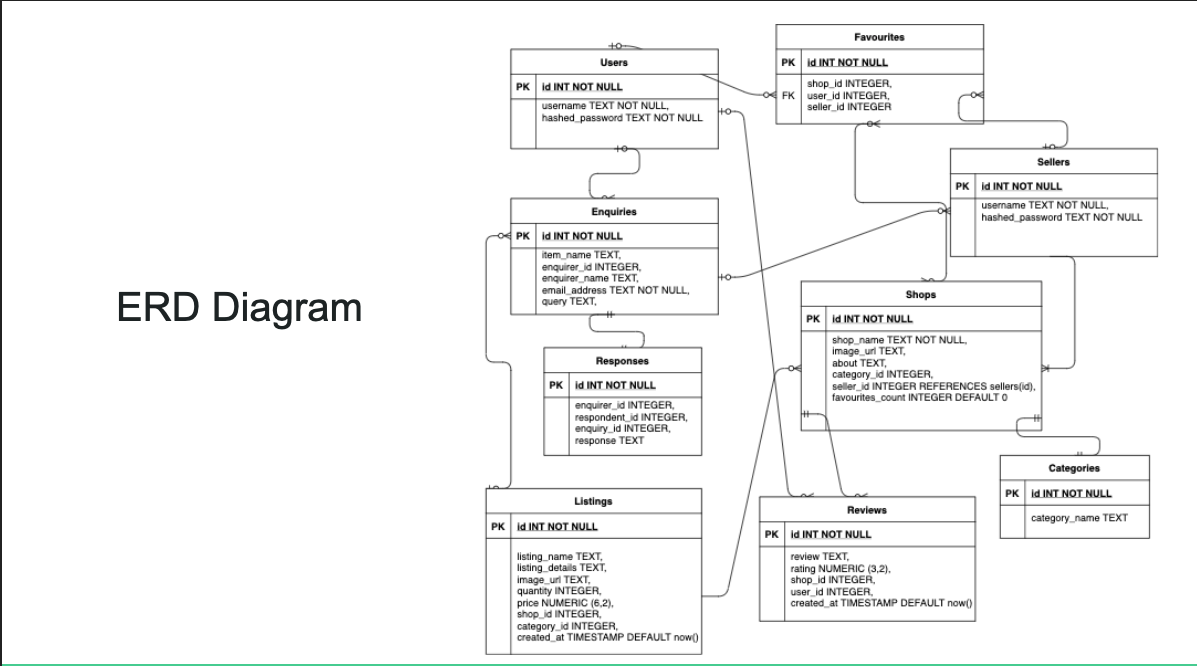 ERD Diagram
Users
PK id INT NOT NULL
username TEXT NOT NULL,
hashed_password TEXT NOT NULL
Favourites
PK id INT NOT NULL
FK
shop_id INTEGER,
user_id INTEGER,
seller_id INTEGER
Sellers
PK id INT NOT NULL
username TEXT NOT NULL,
hashed_password TEXT NOT NULL
Enquiries
PK id INT NOT NULL
item_name TEXT,
enquirer_id INTEGER,
enquirer_name TEXT,
email_address TEXT NOT NULL,
query TEXT,
Shops
PK id INT NOT NULL
shop_name TEXT NOT NULL,
image_url TEXT,
about TEXT,
category_id INTEGER,
seller_id INTEGER REFERENCES sellers(id),
favourites_count INTEGER DEFAULT 0
Responses
PK id INT NOT NULL
enquirer_id INTEGER,
respondent_id INTEGER,
enquiry_id INTEGER,
response TEXT
Categories
PK id INT NOT NULL
category_name TEXT
Listings
PK id INT NOT NULL
listing_name TEXT,
listing_details TEXT,
image_url TEXT,
quantity INTEGER,
price NUMERIC (6,2),
shop_id INTEGER,
category_id INTEGER,
created_at TIMESTAMP DEFAULT now()
Reviews
PK id INT NOT NULL
review TEXT,
rating NUMERIC (3,2),
shop_id INTEGER,
user_id INTEGER,
created_at TIMESTAMP DEFAULT now()